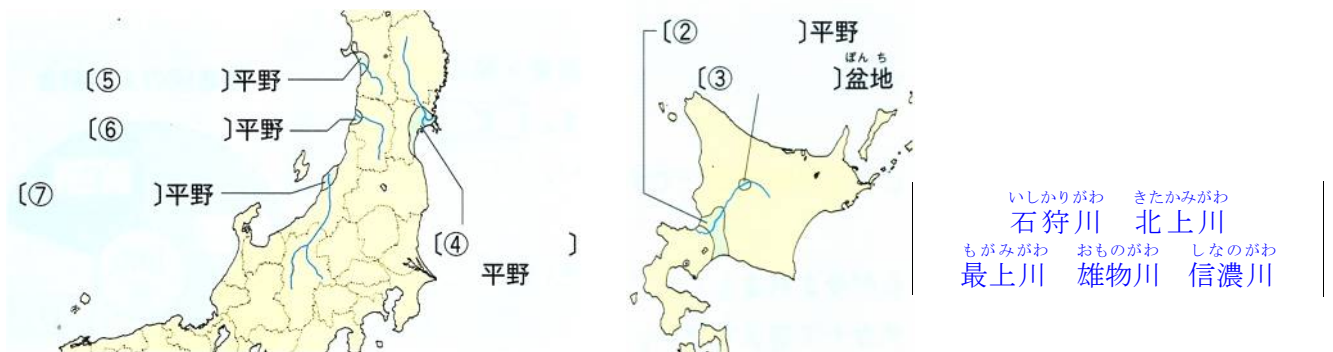 〔⑤ 〕平野
〔⑥ 〕平野
〔⑦ 〕平野
〔④ 〕
平野
〔② 〕平野
ぼんち
〔③ 〕盆地
いしかりがわ きたかみがわ
石狩川 北上川
もがみがわ おものがわ しなのがわ
最上川 雄物川 信濃川